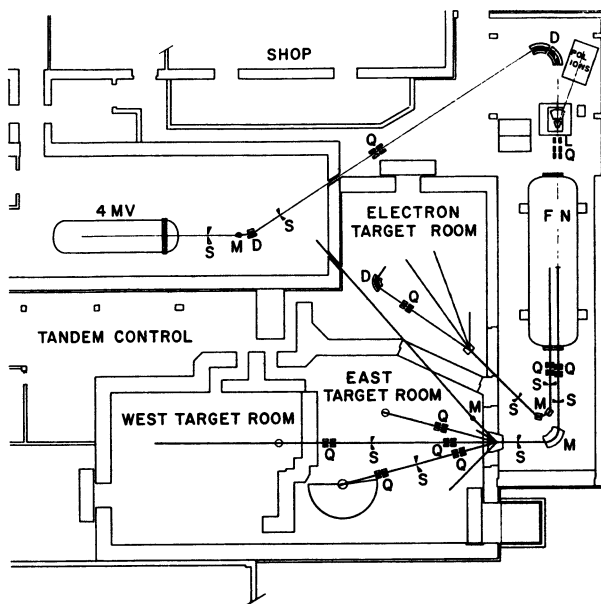 SHOP
D
POL
IONS
Q
L
Q
4 MV
S
M
D
S
ELECTRON
TARGET ROOM
F N
D
Q
TANDEM CONTROL
EAST
TARGET ROOM
Q
Q
S
S
S
M
M
WEST TARGET ROOM
Q
Q
S
Q
Q
S
S
M
Q